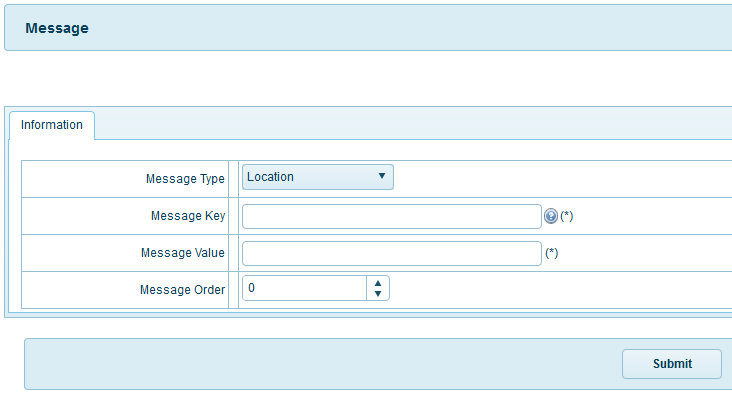 Message
Information
Message Type Location
Message Key (*)
Message Value (*)
Message Order 0
Submit